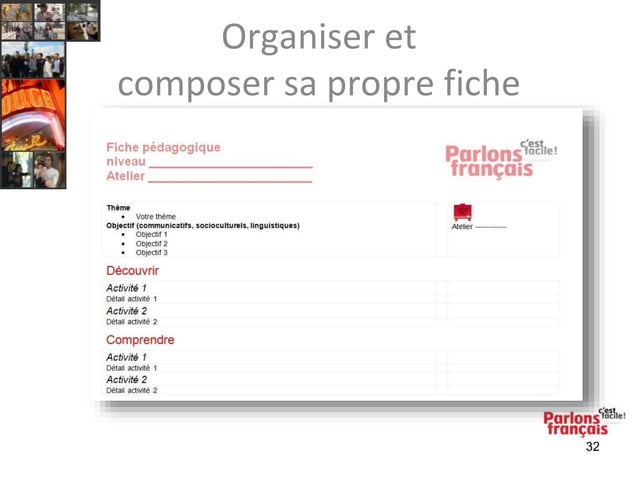 Organiser et
composer sa propre fiche
Fiche pédagogique
niveau ________________________
Atelier ________________________
Parlons c'est facile!
français
Thème
• Votre thème
Objectif (communicatifs, socioculturels, linguistiques)
• Objectif 1
• Objectif 2
• Objectif 3
Atelier ------------
Découvrir
Activité 1
Détail activité 1
Activité 2
Détail activité 2
Comprendre
Activité 1
Détail activité 1
Activité 2
Détail activité 2
Parlons c'est facile!
français
32